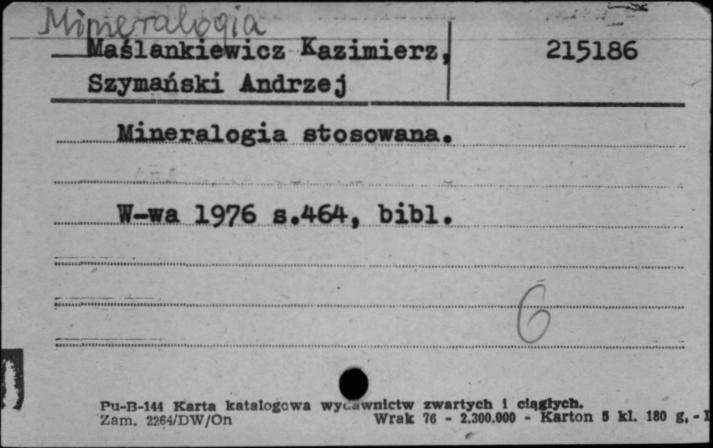 Mineralogia
Maślankiewicz Kazimierz, 215186
Szymański Andrzej
Mineralogia stosowana.
W-wa 1976 s.464, bibl.
6
Pu-B-144 Karta katalogowa wydawnictw zwartych i ciągłych.
Zam. 2264/DW/On Wrak 76 - 2.300.000 - Karton 5 kl. 180 g, -